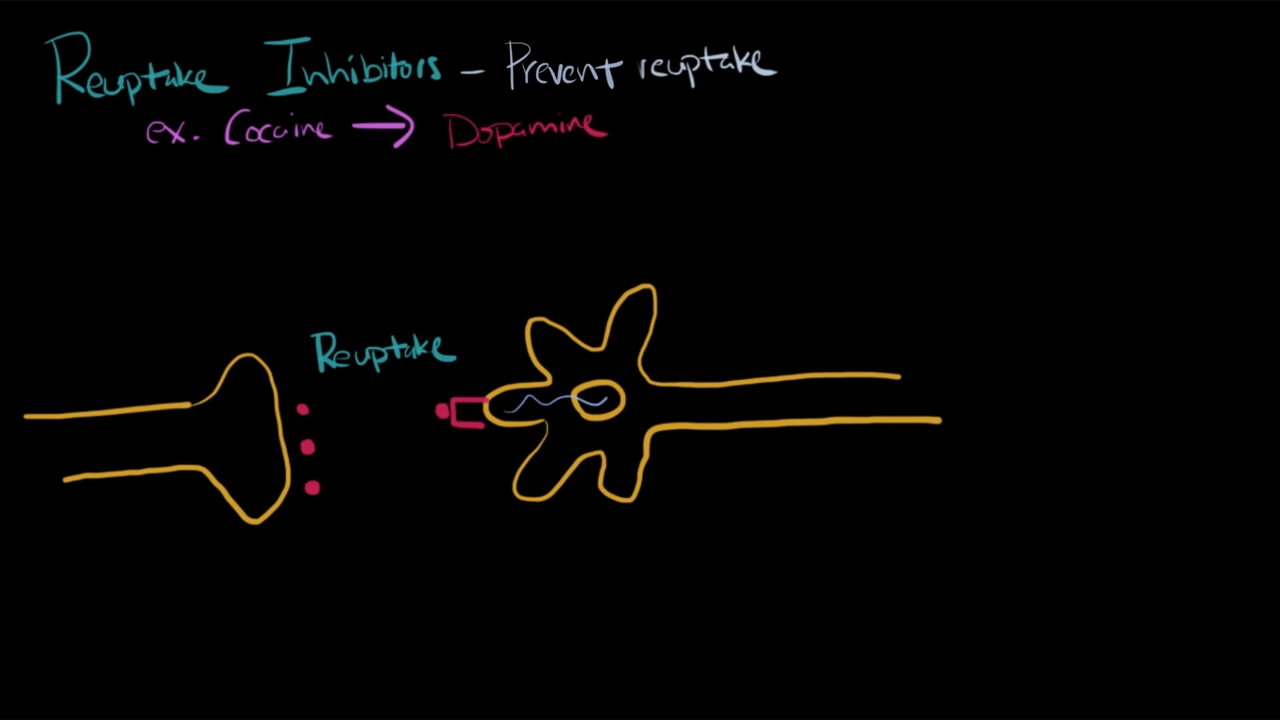 Reuptake Inhibitors – Prevent reuptake
ex. Cocaine → Dopamine
Reuptake